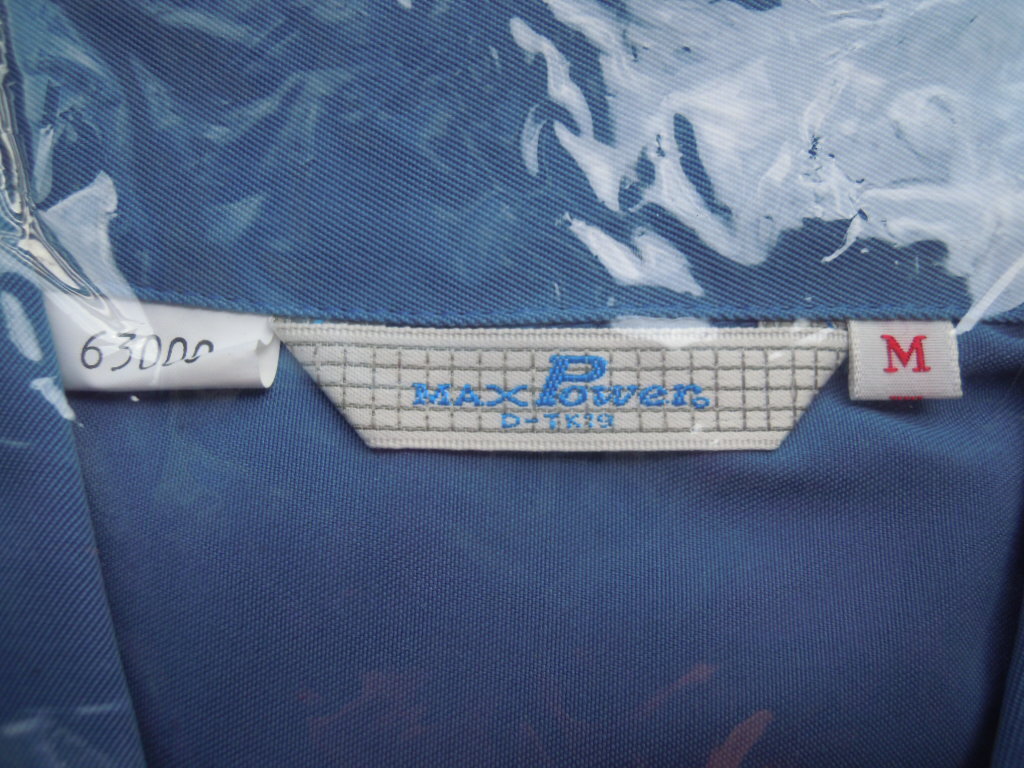 63000
MAX Power
D-TK19
M